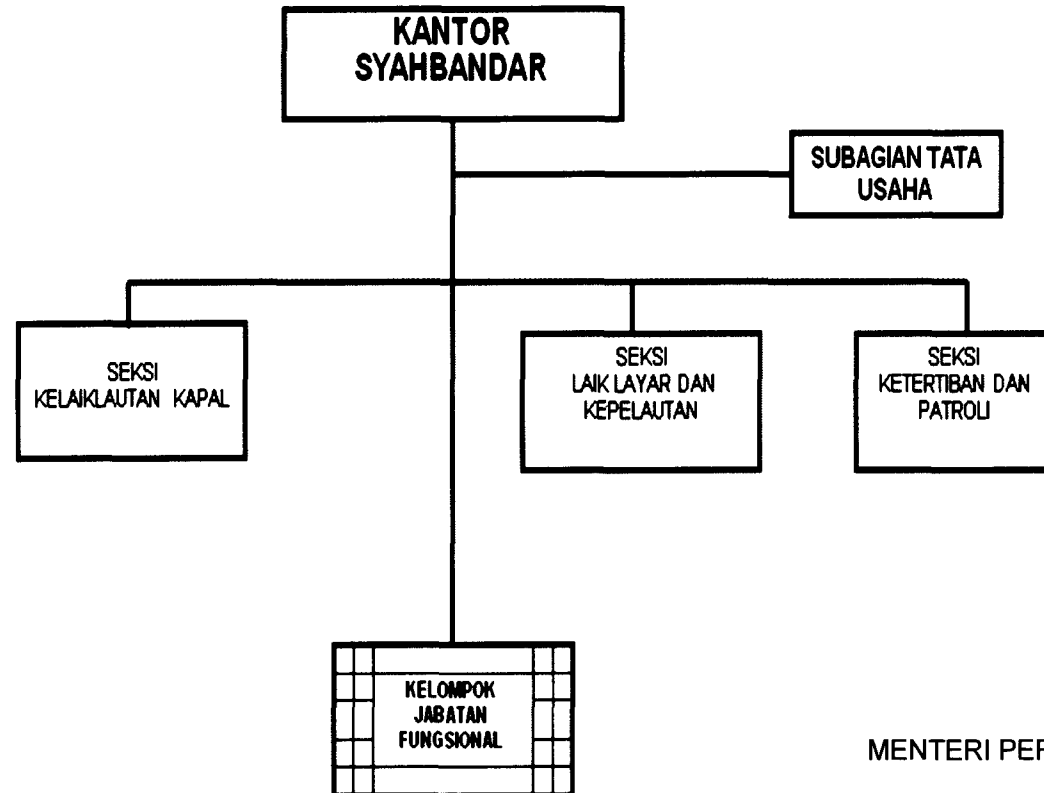 KANTOR
SYAHBANDAR
SUBAGIAN TATA
USAHA
SEKSI
KELAIKLAUTAN KAPAL
SEKSI
LAIK LAYAR DAN
KEPELAUTAN
SEKSI
KETERTIBAN DAN
PATROLI
KELOMPOK
JABATAN
FUNGSIONAL
MENTERI